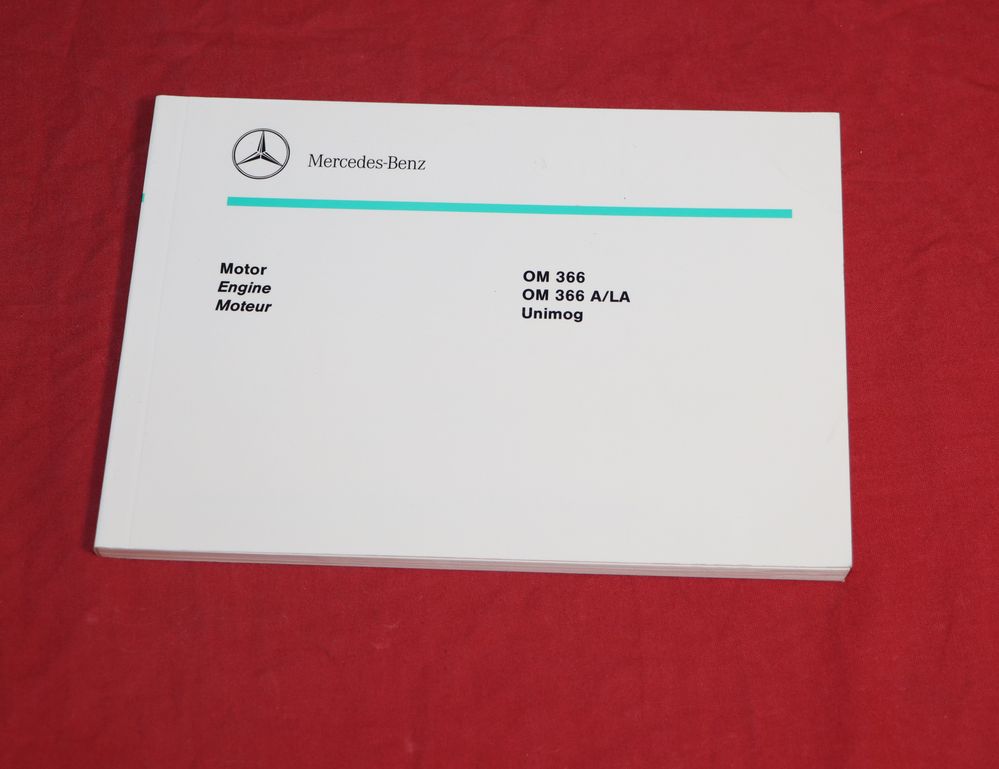 Mercedes-Benz
Motor
Engine
Moteur
OM 366
OM 366 A/LA
Unimog